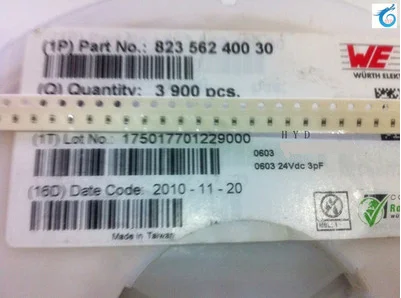 (1P) Part No.: 823 562 400 30
WE
WÜRTH ELEKT
(Q) Quantity: 3 900 pcs.
HYD
(1T) Lot No.: 175017701229000
0603
0603 24Vdc 3pF
(16D) Date Code: 2010 - 11 - 20
Made in Taiwan